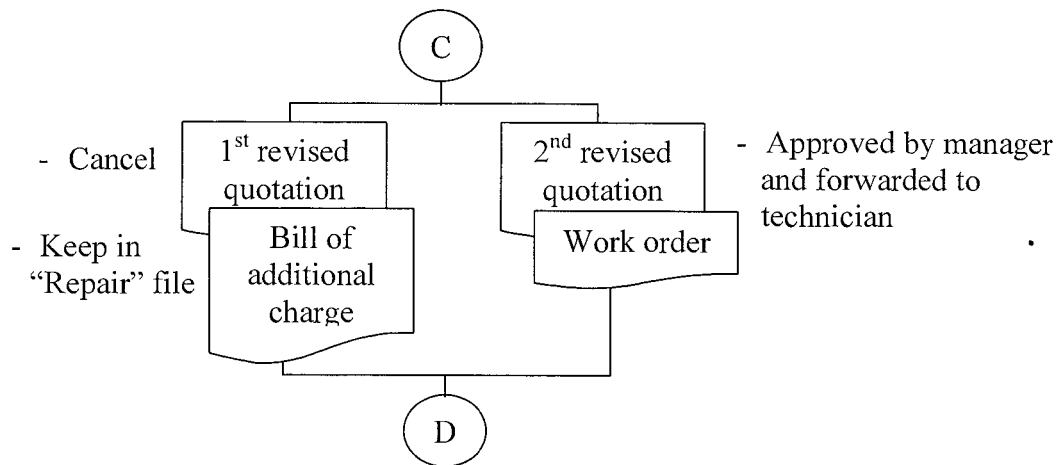 C
- Cancel
1st revised
quotation
- Keep in
“Repair” file
Bill of
additional
charge
2nd revised
quotation
Work order
- Approved by manager
and forwarded to
technician
D